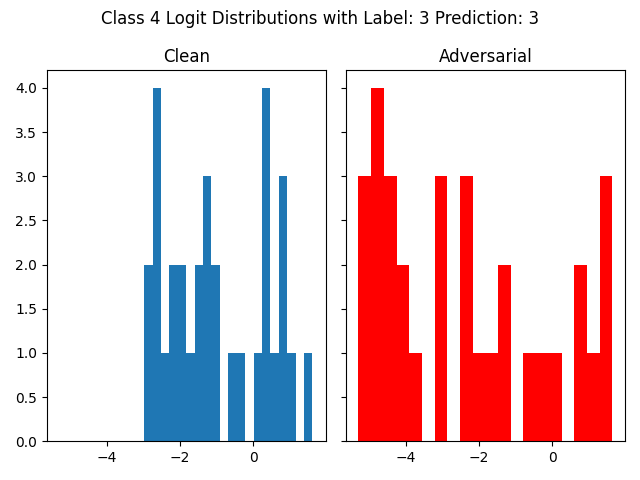 Class 4 Logit Distributions with Label: 3 Prediction: 3
Clean
Adversarial
4.0
3.5
3.0
2.5
2.0
1.5
1.0
0.5
0.0
−4 −2 0
−4 −2 0